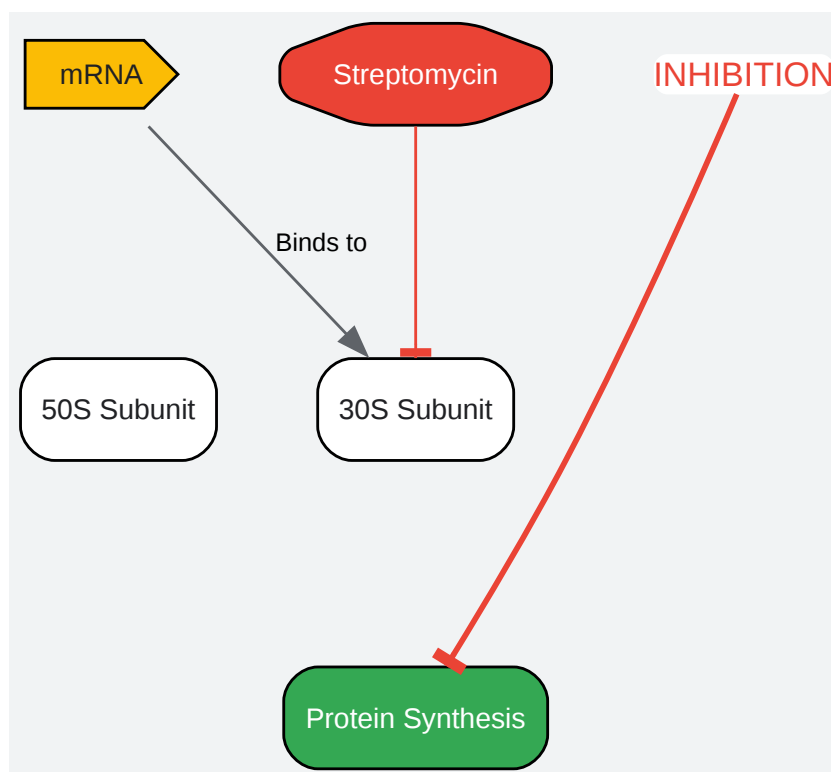 mRNA
Streptomycin
INHIBITION
Binds to
50S Subunit
30S Subunit
Protein Synthesis